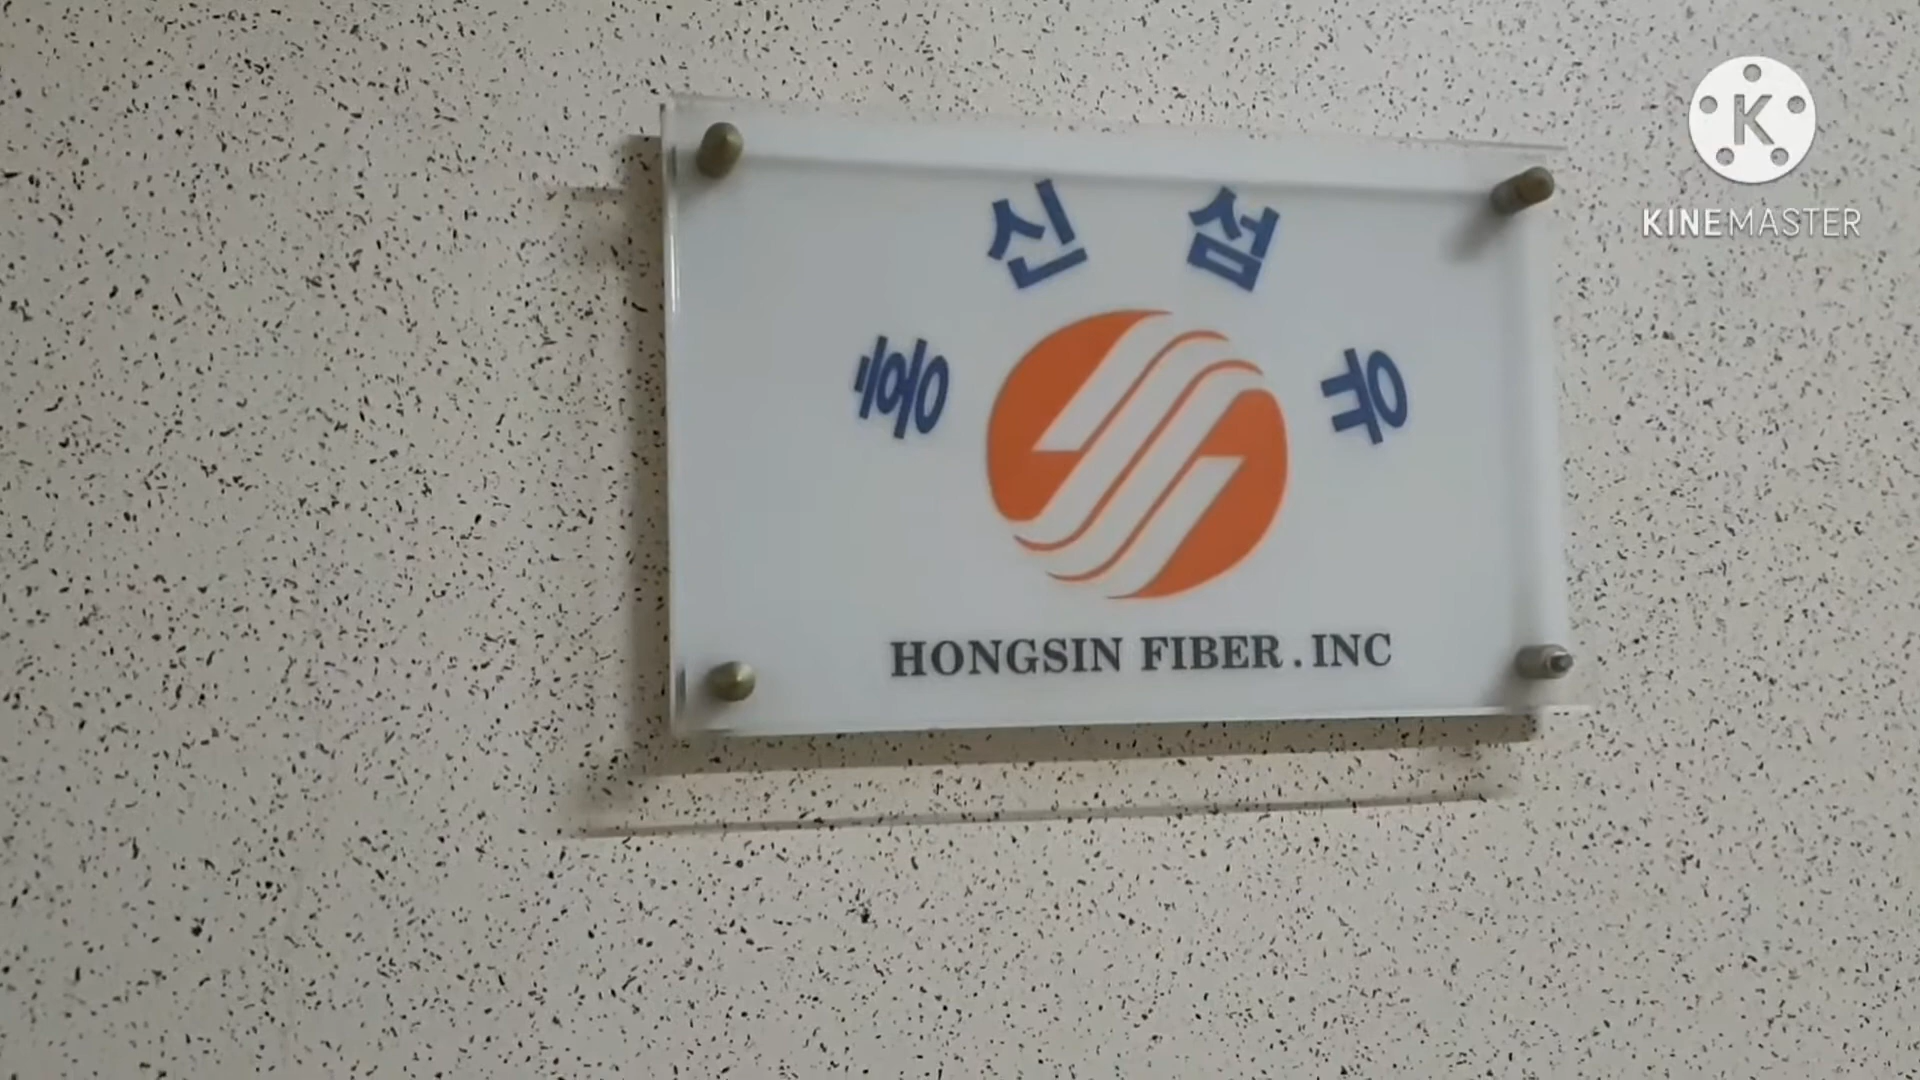 홍신섬유
HONGSIN FIBER . INC
K
KINEMASTER